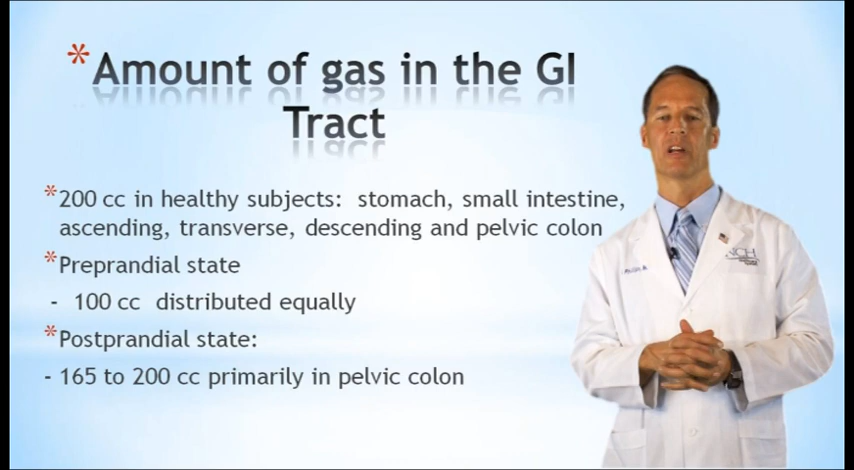 *Amount of gas in the GI
Tract
*200 cc in healthy subjects: stomach, small intestine,
ascending, transverse, descending and pelvic colon
*Preprandial state
- 100 cc distributed equally
*Postprandial state:
- 165 to 200 cc primarily in pelvic colon
NCH